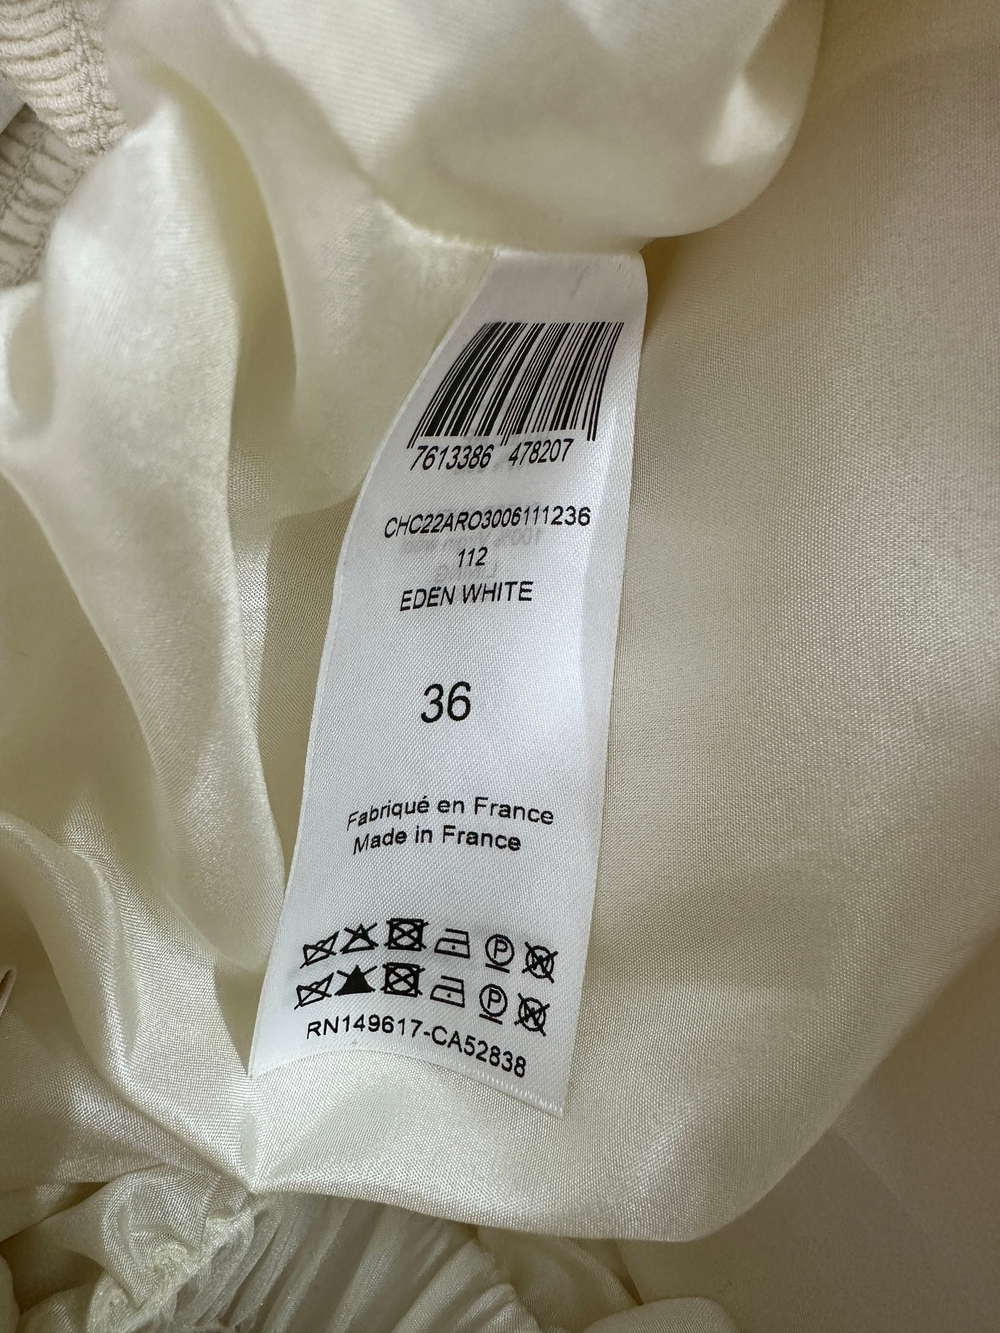 7613386 478207
CHC22ARO3006111236
112
EDEN WHITE
36
Fabriqué en France
Made in France
RN149617-CA52838